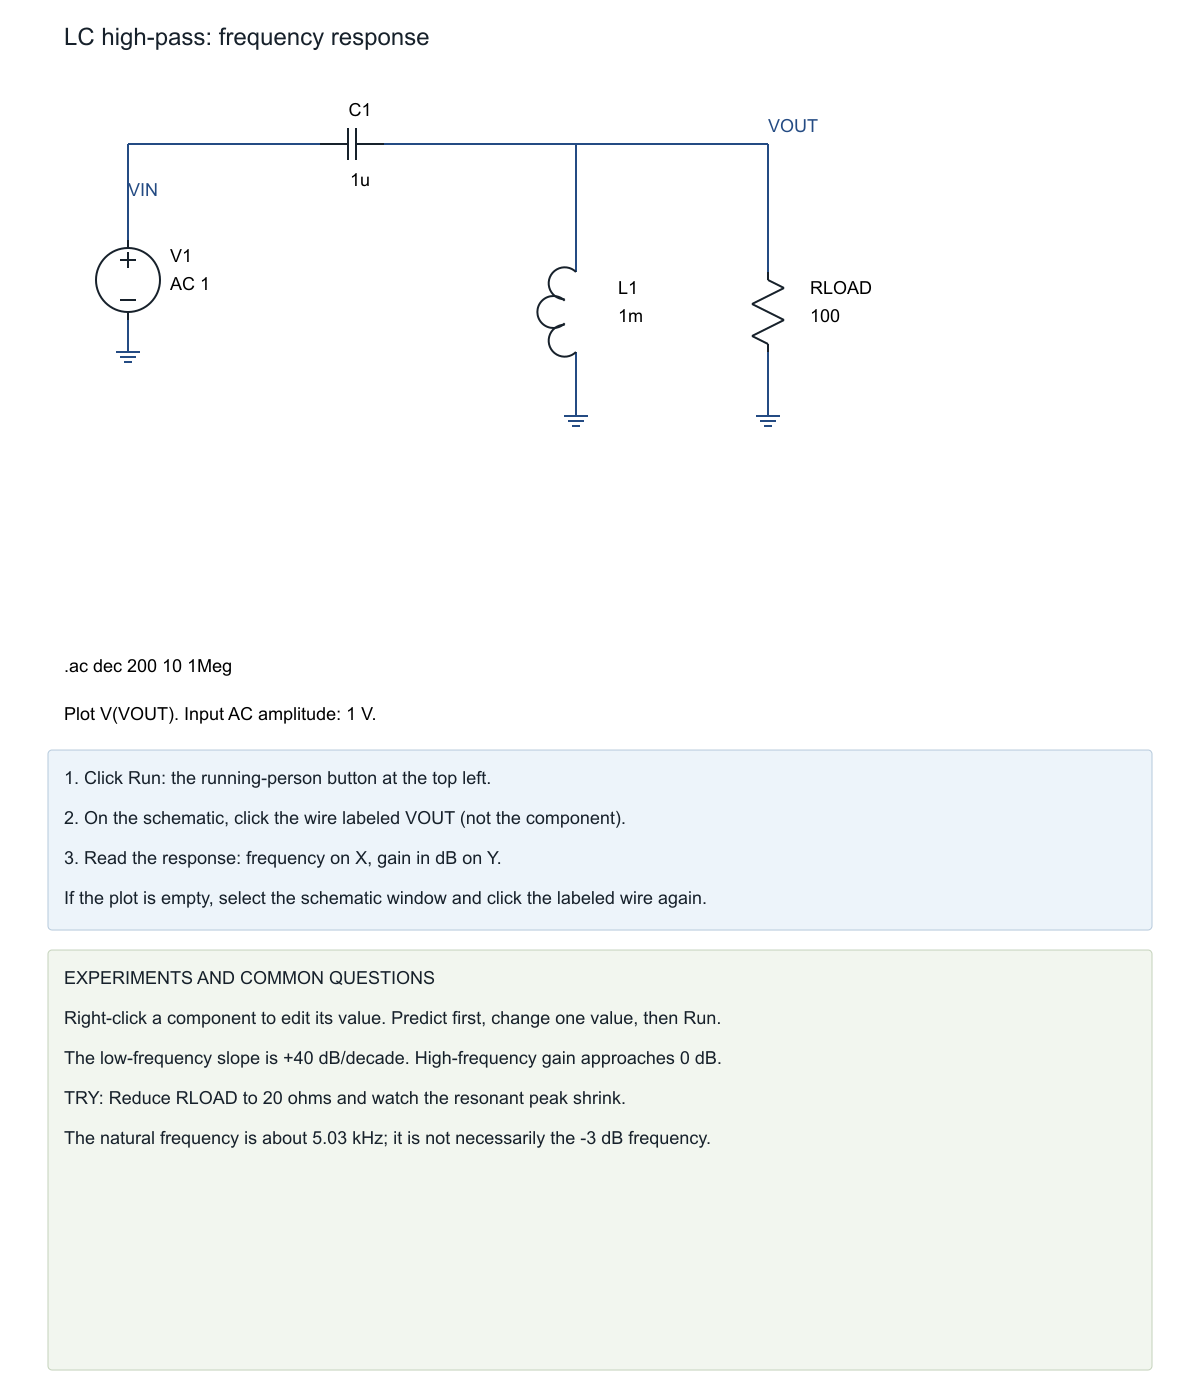 LC high-pass: frequency response
C1
VOUT
1u
VIN
V1
AC 1
L1
1m
RLOAD
100
.ac dec 200 10 1Meg
Plot V(VOUT). Input AC amplitude: 1 V.
1. Click Run: the running-person button at the top left.
2. On the schematic, click the wire labeled VOUT (not the component).
3. Read the response: frequency on X, gain in dB on Y.
If the plot is empty, select the schematic window and click the labeled wire again.
EXPERIMENTS AND COMMON QUESTIONS
Right-click a component to edit its value. Predict first, change one value, then Run.
The low-frequency slope is +40 dB/decade. High-frequency gain approaches 0 dB.
TRY: Reduce RLOAD to 20 ohms and watch the resonant peak shrink.
The natural frequency is about 5.03 kHz; it is not necessarily the -3 dB frequency.